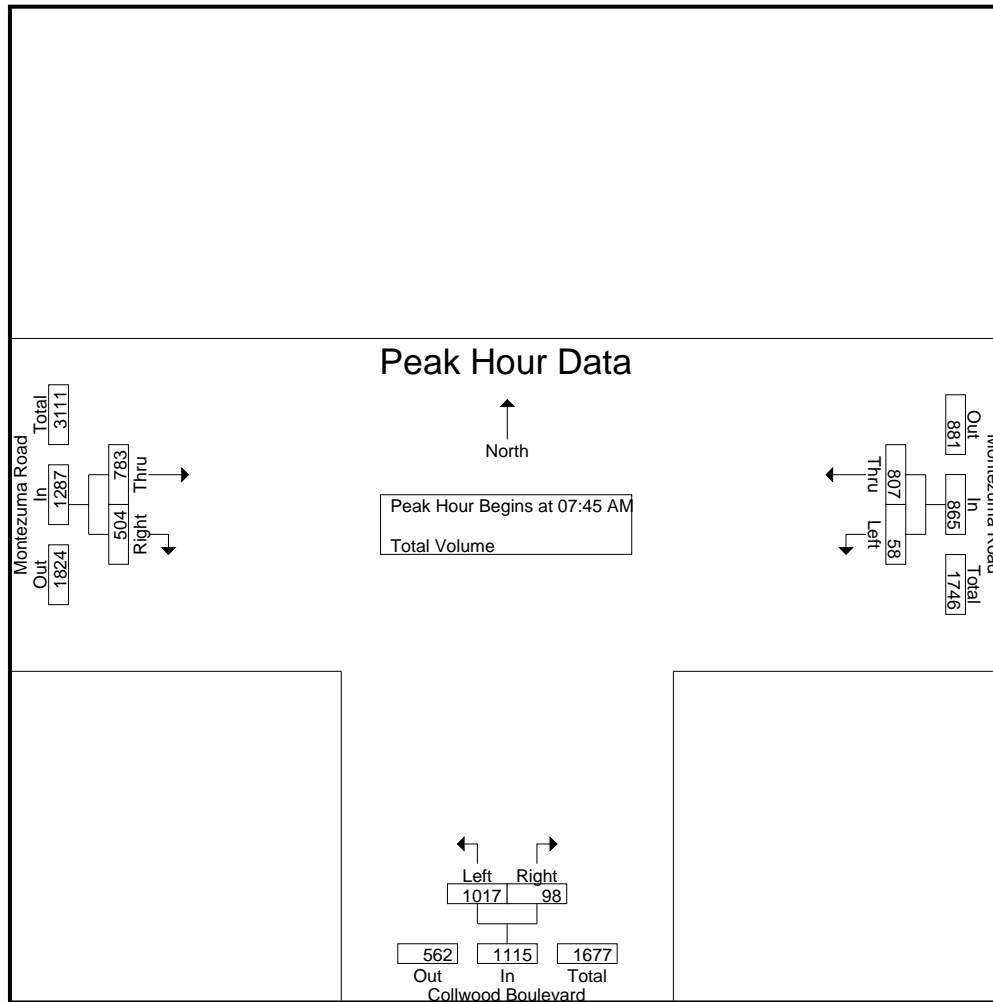 Peak Hour Data
North
Peak Hour Begins at 07:45 AM
Total Volume
Montezuma Road
Total
3111
In
1287
Out
1824
783
Thru
504
Right
Montezuma Road
Out
881
In
865
Total
1746
807
Thru
58
Left
Left Right
1017 98
562 1115 1677
Out In Total
Collwood Boulevard